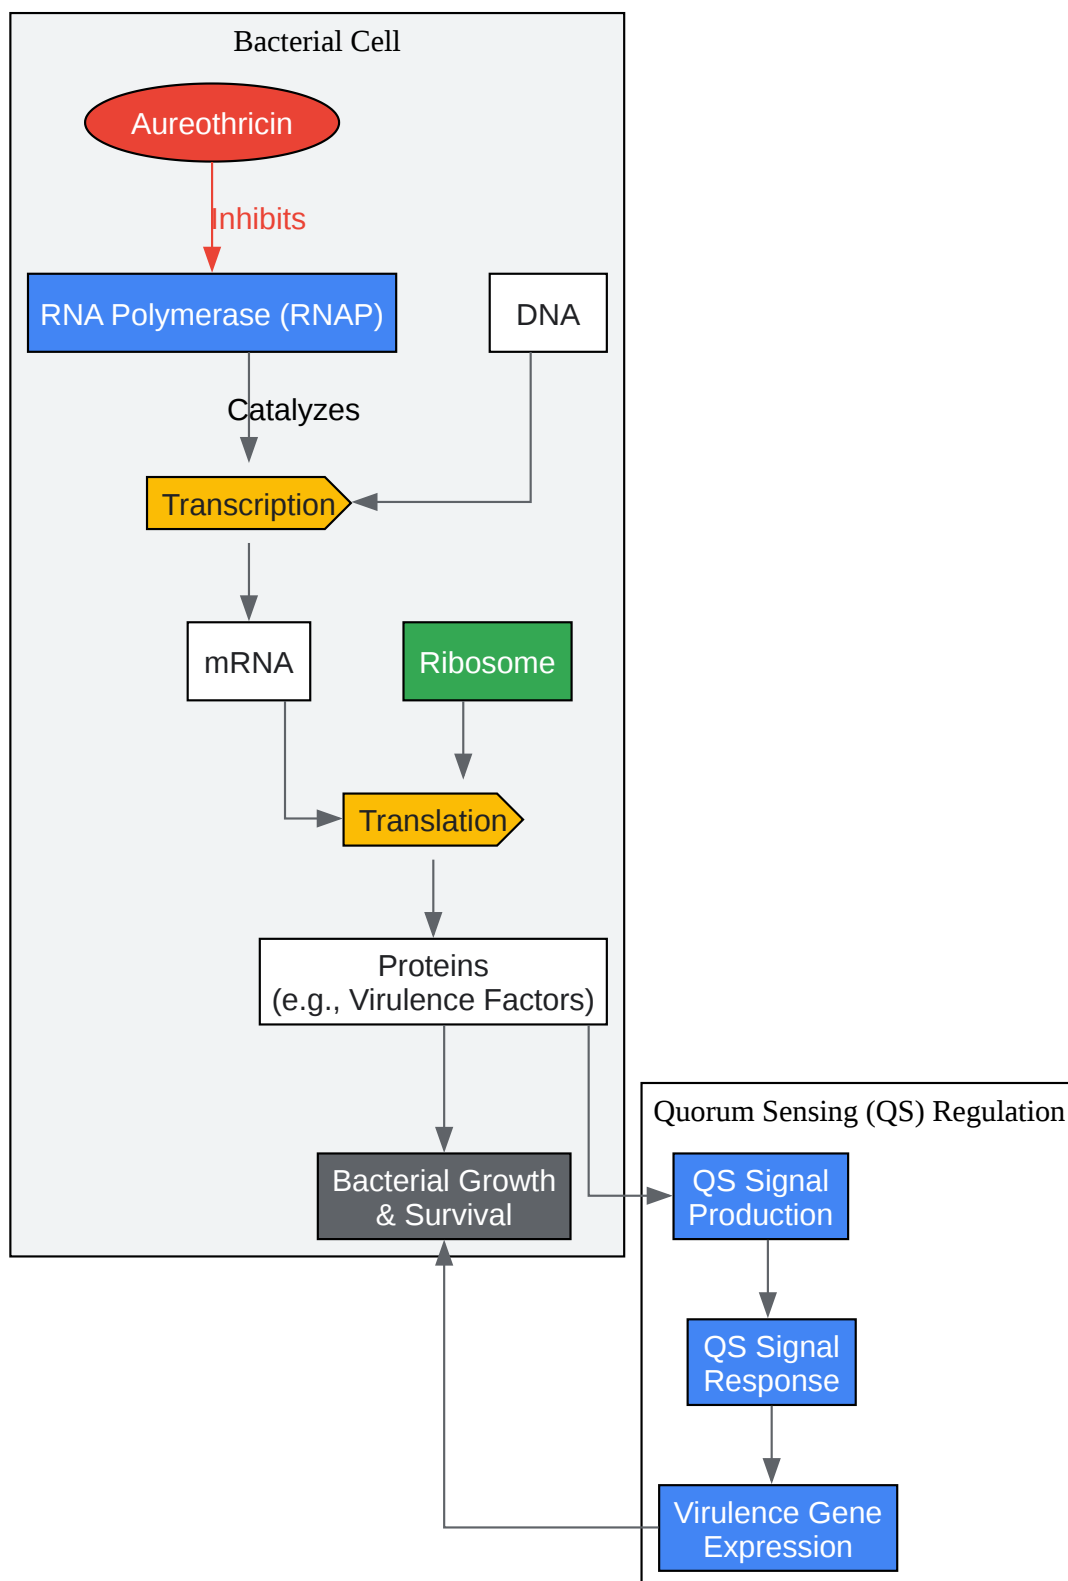 Bacterial Cell
Aureothricin
Inhibits
RNA Polymerase (RNAP)
DNA
Catalyzes
Transcription
mRNA
Ribosome
Translation
Proteins
(e.g., Virulence Factors)
Bacterial Growth
& Survival
Quorum Sensing (QS) Regulation
QS Signal
Production
QS Signal
Response
Virulence Gene
Expression